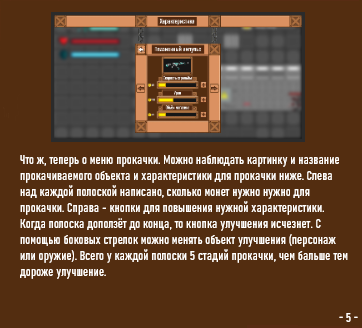 Характеристики
Что ж, теперь о меню прокачки. Можно наблюдать картинку и название
прокачиваемого объекта и характеристики для прокачки ниже. Слева
над каждой полоской написано, сколько монет нужно нужно для
прокачки. Справа - кнопки для повышения нужной характеристики.
Когда полоска дополёт до конца, то кнопка улучшения исчезнет. С
помощью боковых стрелок можно менять объект улучшения (персонаж
или оружие). Всего у каждой полоски 5 стадий прокачки, чем бальше тем
дороже улучшение.
- 5 -